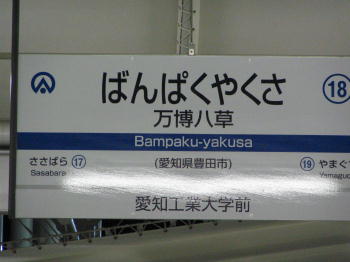 ばんぱくやくさ 18
万博八草
Bampaku-yakusa
ささばら 17 (愛知県豊田市) 19 やまぐ
Sasabara Yamagu
愛知工業大学前